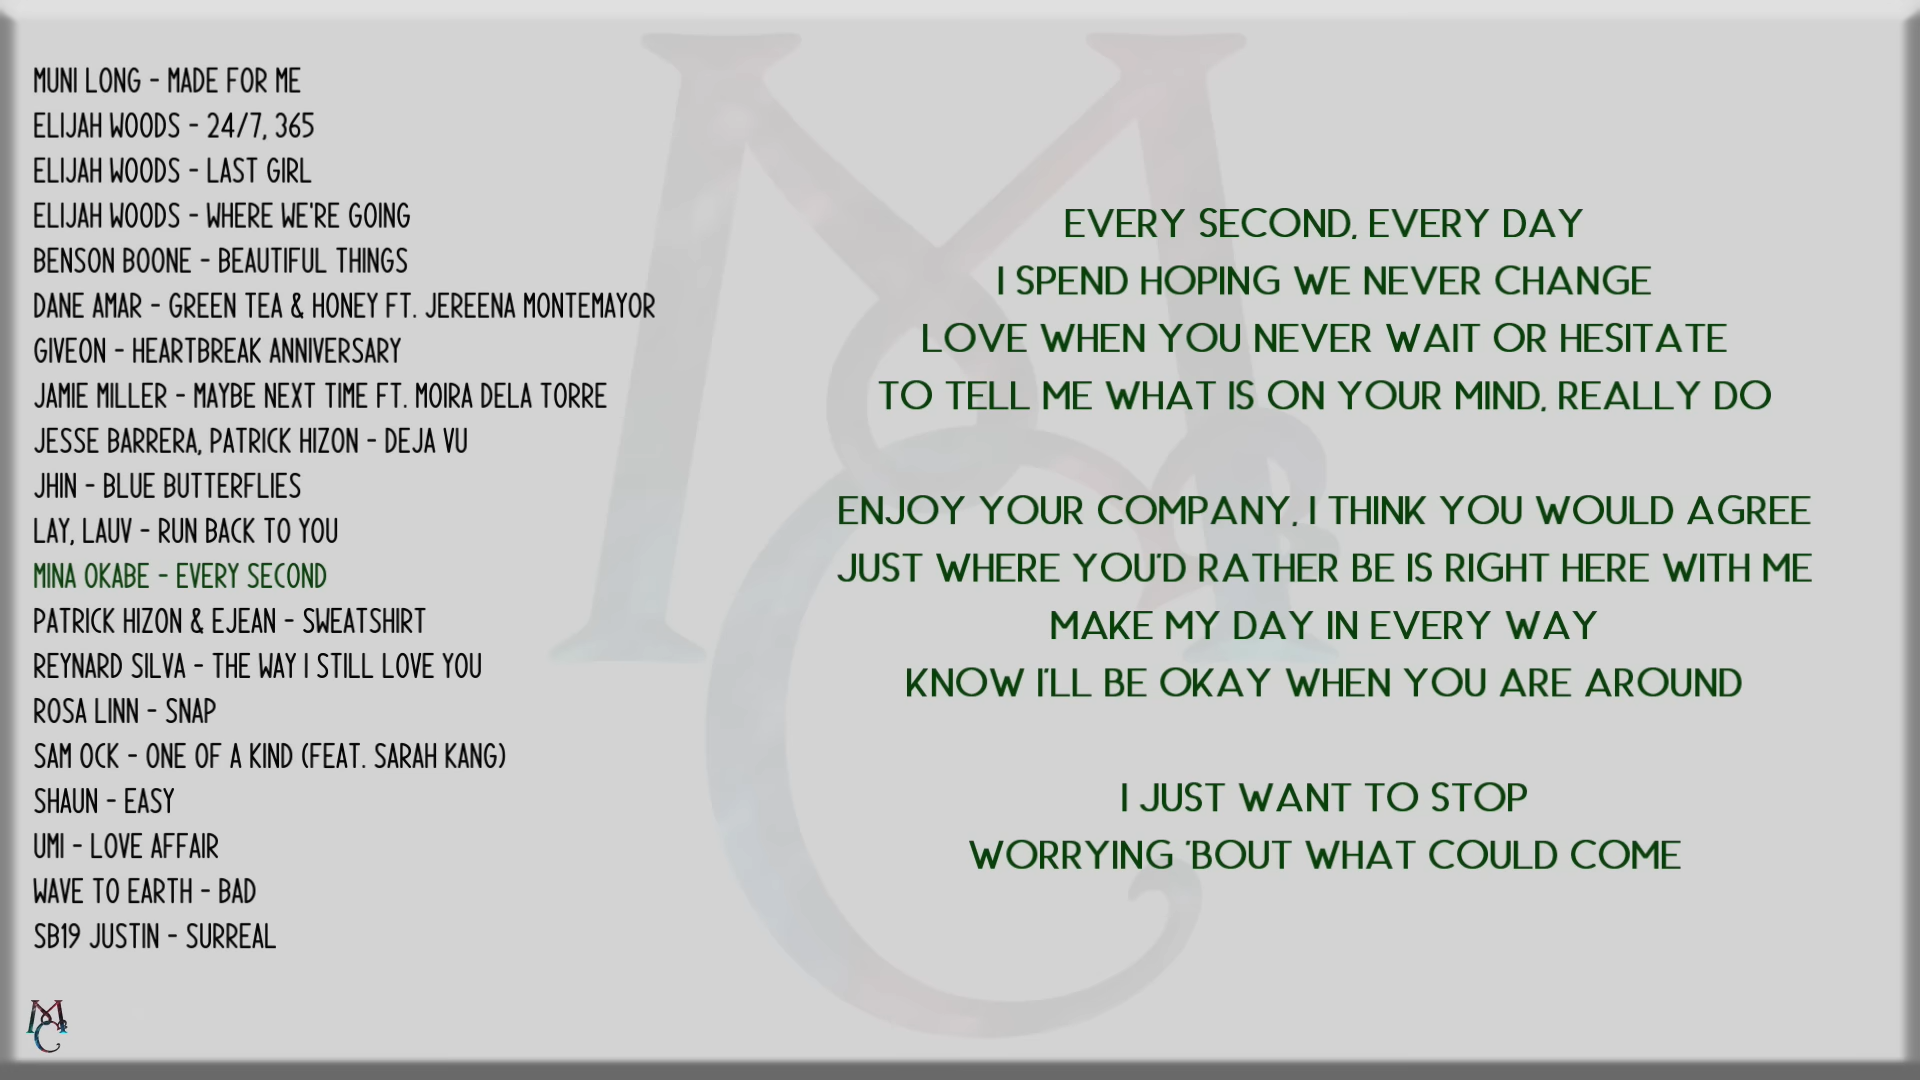 MUNI LONG - MADE FOR ME
ELIJAH WOODS - 24/7, 365
ELIJAH WOODS - LAST GIRL
ELIJAH WOODS - WHERE WE'RE GOING
BENSON BOONE - BEAUTIFUL THINGS
DANE AMAR - GREEN TEA & HONEY FT. JEREENA MONTEMAYOR
GIVEON - HEARTBREAK ANNIVERSARY
JAMIE MILLER - MAYBE NEXT TIME FT. MOIRA DELA TORRE
JESSE BARRERA, PATRICK HIZON - DEJA VU
JHIN - BLUE BUTTERFLIES
LAY, LAUV - RUN BACK TO YOU
MINA OKABE - EVERY SECOND
PATRICK HIZON & EJEAN - SWEATSHIRT
REYNARD SILVA - THE WAY I STILL LOVE YOU
ROSA LINN - SNAP
SAM OCK - ONE OF A KIND (FEAT. SARAH KANG)
SHAUN - EASY
UMI - LOVE AFFAIR
WAVE TO EARTH - BAD
SB19 JUSTIN - SURREAL
MC
EVERY SECOND, EVERY DAY
I SPEND HOPING WE NEVER CHANGE
LOVE WHEN YOU NEVER WAIT OR HESITATE
TO TELL ME WHAT IS ON YOUR MIND, REALLY DO
ENJOY YOUR COMPANY, I THINK YOU WOULD AGREE
JUST WHERE YOU'D RATHER BE IS RIGHT HERE WITH ME
MAKE MY DAY IN EVERY WAY
KNOW I'LL BE OKAY WHEN YOU ARE AROUND
I JUST WANT TO STOP
WORRYING 'BOUT WHAT COULD COME